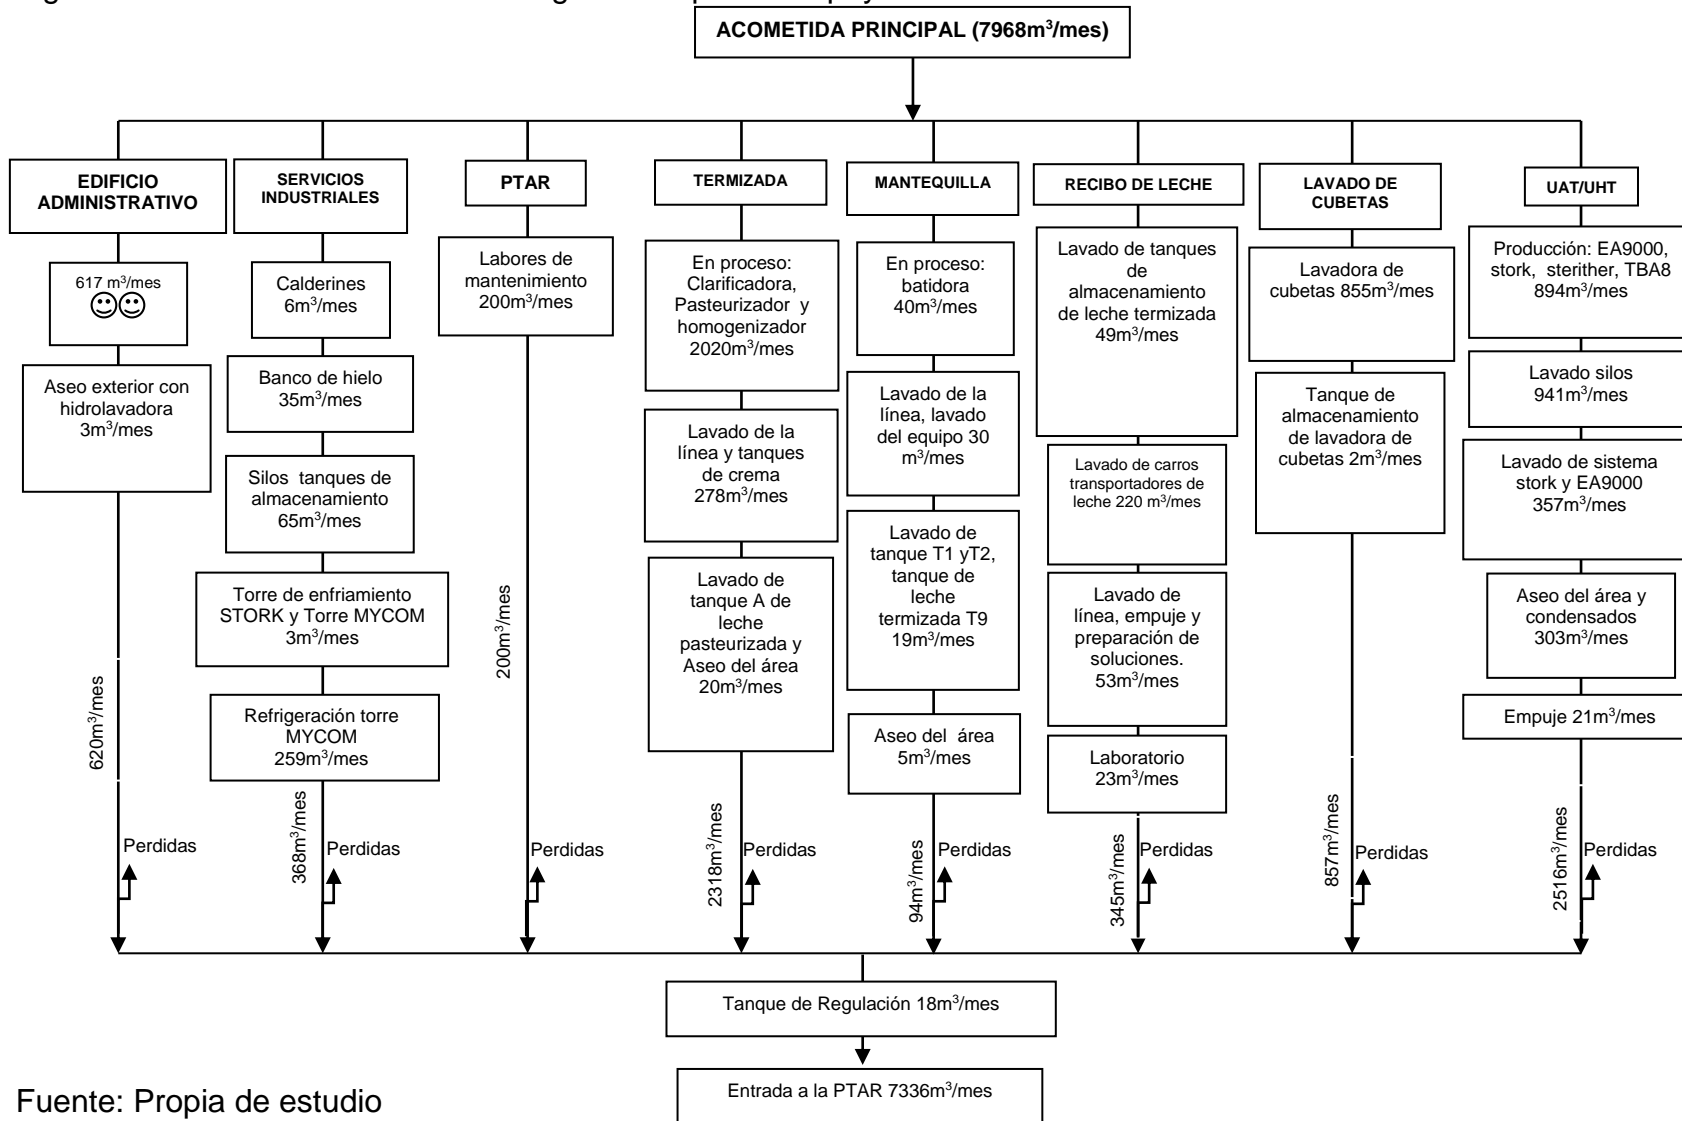 ACOMETIDA PRINCIPAL (7968m³/mes)
EDIFICIO
ADMINISTRATIVO
617 m³/mes
Aseo exterior con
hidrolavadora
3m³/mes
620m³/mes
Perdidas
SERVICIOS
INDUSTRIALES
Calderines
6m³/mes
Banco de hielo
35m³/mes
Silos tanques de
almacenamiento
65m³/mes
Torre de enfriamiento
STORK y Torre MYCOM
3m³/mes
Refrigeración torre
MYCOM
259m³/mes
368m³/mes
Perdidas
PTAR
Labores de
mantenimiento
200m³/mes
200m³/mes
Perdidas
TERMIZADA
En proceso:
Clarificadora,
Pasteurizador y
homogenizador
2020m³/mes
Lavado de la
línea y tanques
de crema
278m³/mes
Lavado de
tanque A de
leche
pasteurizada y
Aseo del área
20m³/mes
2318m³/mes
Perdidas
MANTEQUILLA
En proceso:
batidora
40m³/mes
Lavado de la
línea, lavado
del equipo 30
m³/mes
Lavado de
tanque T1 yT2,
tanque de
leche
termizada T9
19m³/mes
Aseo del área
5m³/mes
94m³/mes
Perdidas
RECIBO DE LECHE
Lavado de tanques
de
almacenamiento
de leche termizada
49m³/mes
Lavado de carros
transportadores de
leche 220 m³/mes
Lavado de
línea, empuje y
preparación de
soluciones.
53m³/mes
Laboratorio
23m³/mes
345m³/mes
Perdidas
LAVADO DE
CUBETAS
Lavadora de
cubetas 855m³/mes
Tanque de
almacenamiento
de lavadora de
cubetas 2m³/mes
857m³/mes
Perdidas
UAT/UHT
Producción: EA9000,
stork, sterither, TBA8
894m³/mes
Lavado silos
941m³/mes
Lavado de sistema
stork y EA9000
357m³/mes
Aseo del área y
condensados
303m³/mes
Empuje 21m³/mes
2516m³/mes
Perdidas
Tanque de Regulación 18m³/mes
Entrada a la PTAR 7336m³/mes
Fuente: Propia de estudio